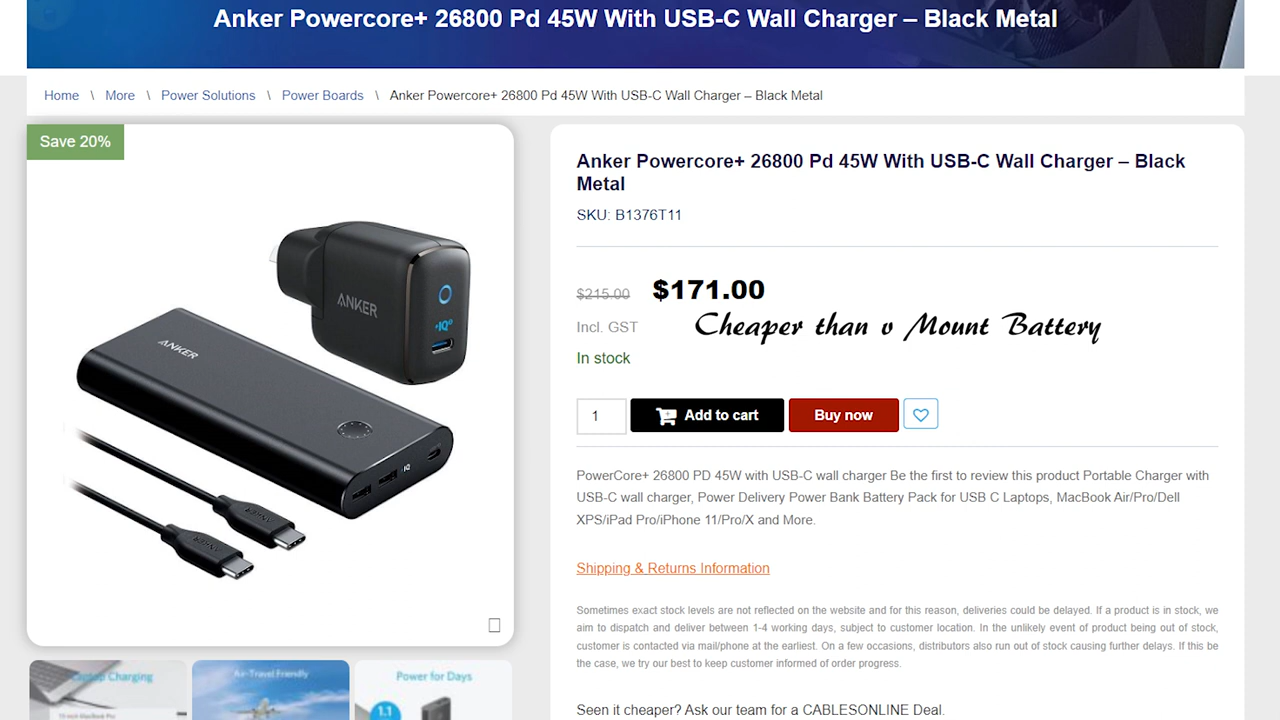 Anker Powercore+ 26800 Pd 45W With USB-C Wall Charger – Black Metal
Home \ More \ Power Solutions \ Power Boards \ Anker Powercore+ 26800 Pd 45W With USB-C Wall Charger – Black Metal
Save 20%
ANKER
IQ
ANKER
IQ
ANKER
ANKER
Anker Powercore+ 26800 Pd 45W With USB-C Wall Charger – Black
Metal
SKU: B1376T11
$215.00 $171.00
Incl. GST
Cheaper than v Mount Battery
In stock
1 Add to cart Buy now
PowerCore+ 26800 PD 45W with USB-C wall charger Be the first to review this product Portable Charger with
USB-C wall charger, Power Delivery Power Bank Battery Pack for USB C Laptops, MacBook Air/Pro/Dell
XPS/iPad Pro/iPhone 11/Pro/X and More.
Shipping & Returns Information
Sometimes exact stock levels are not reflected on the website and for this reason, deliveries could be delayed. If a product is in stock, we
aim to dispatch and deliver between 1-4 working days, subject to customer location. In the unlikely event of product being out of stock,
customer is contacted via mail/phone at the earliest. On a few occasions, distributors also run out of stock causing further delays. If this be
the case, we try our best to keep customer informed of order progress.
Seen it cheaper? Ask our team for a CABLESONLINE Deal.
Laptop Charging
Air-Travel Friendly
Power for Days
1.1